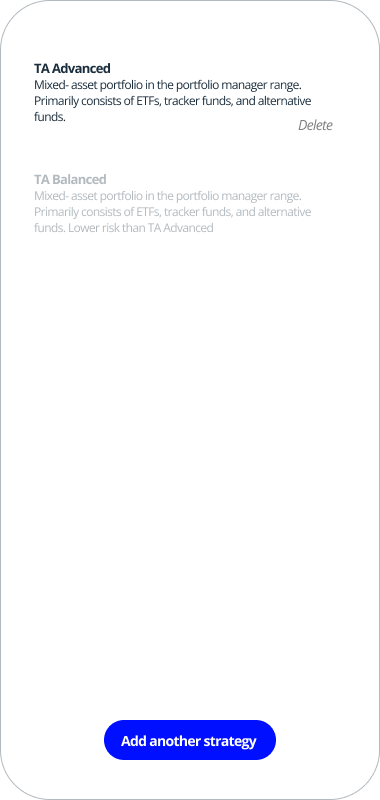 TA Advanced
Mixed- asset portfolio in the portfolio manager range.
Primarily consists of ETFs, tracker funds, and alternative
funds.
Delete
TA Balanced
Mixed- asset portfolio in the portfolio manager range.
Primarily consists of ETFs, tracker funds, and alternative
funds. Lower risk than TA Advanced
Add another strategy